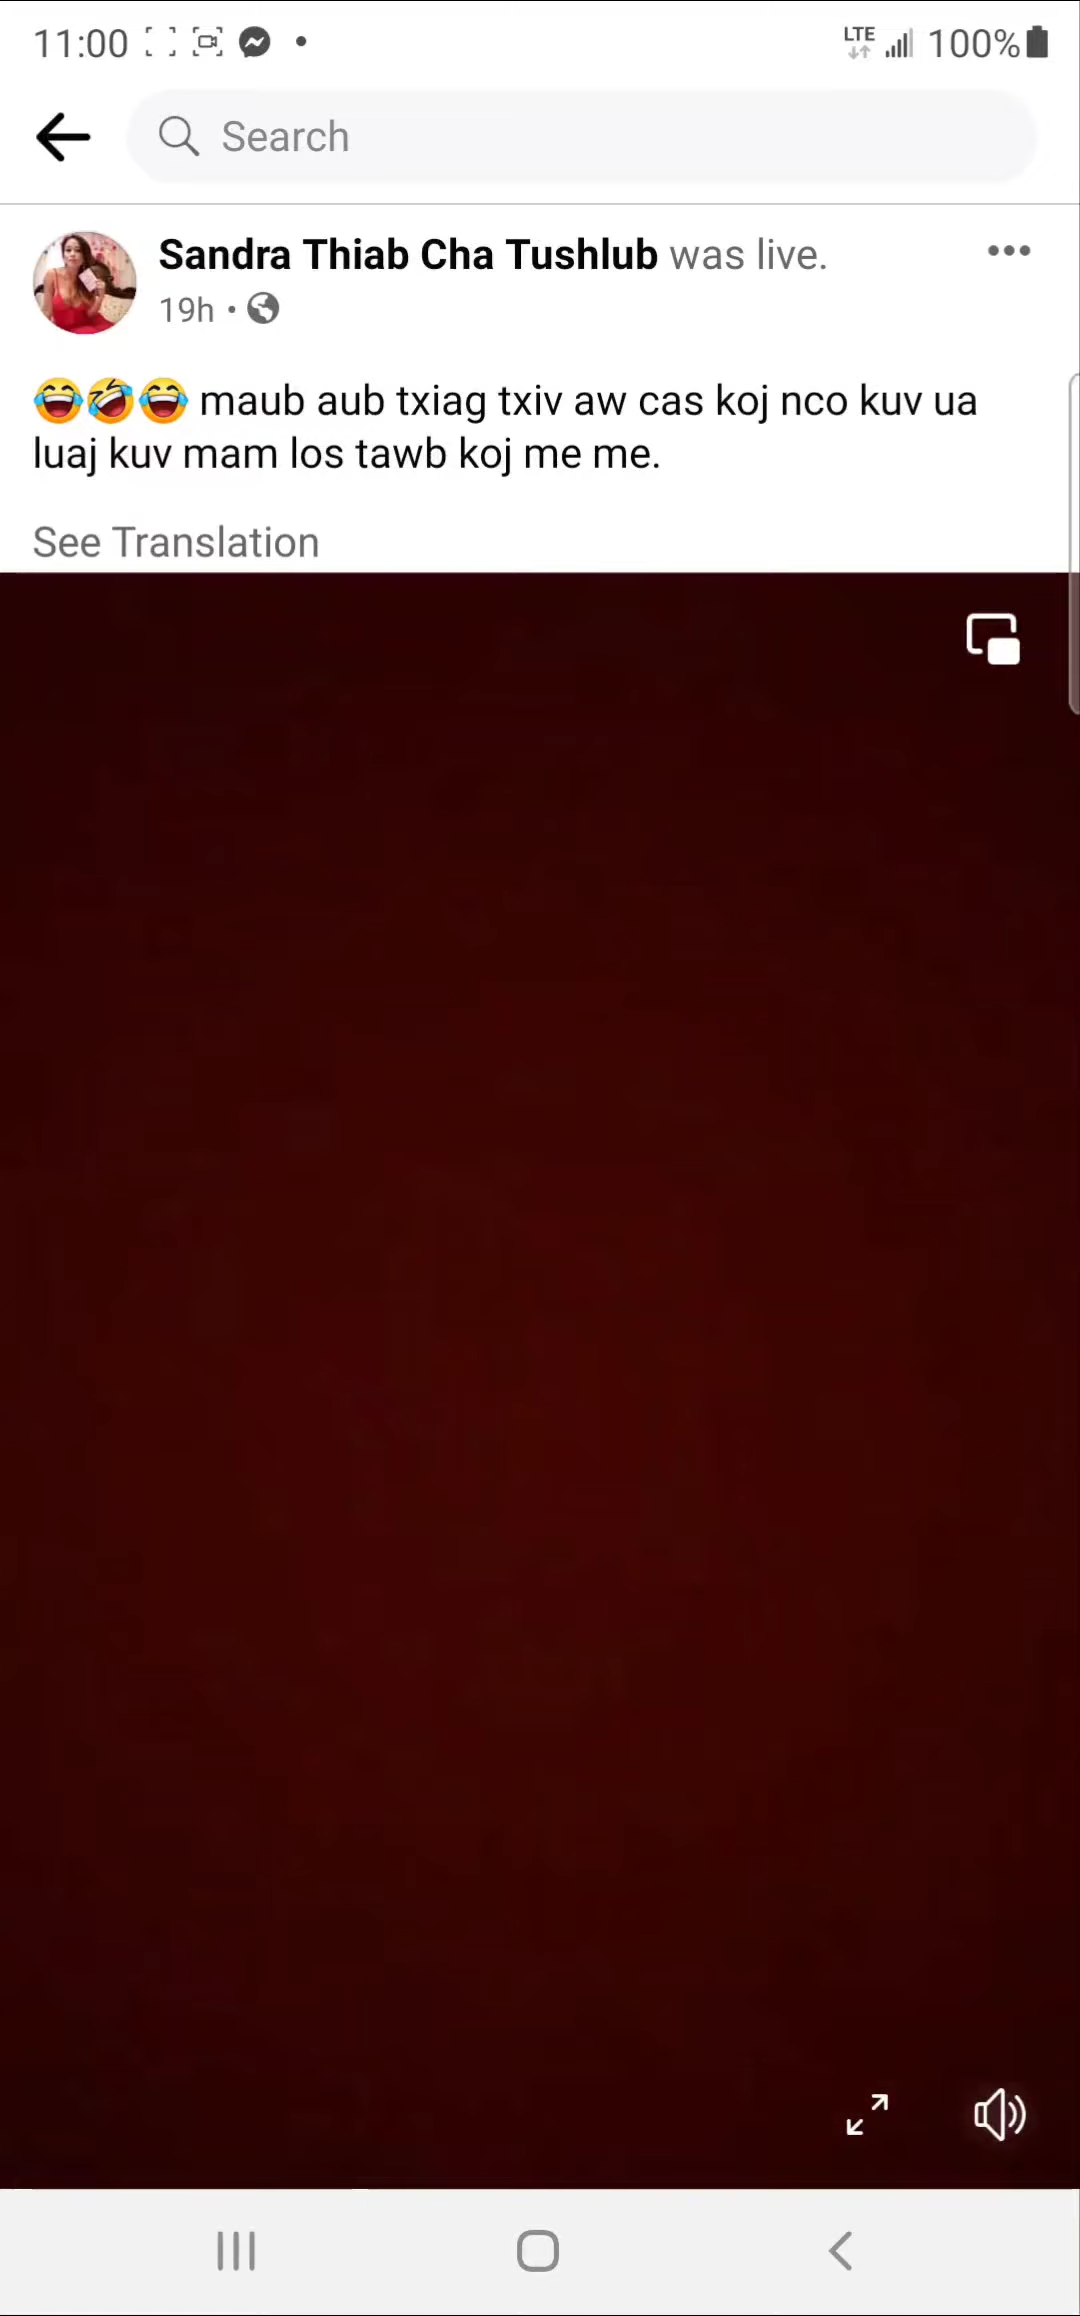 11:00
LTE 100%
Search
Sandra Thiab Cha Tushlub was live.
19h •
😂🤣😂 maub aub txiag txiv aw cas koj nco kuv ua
luaj kuv mam los tawb koj me me.
See Translation